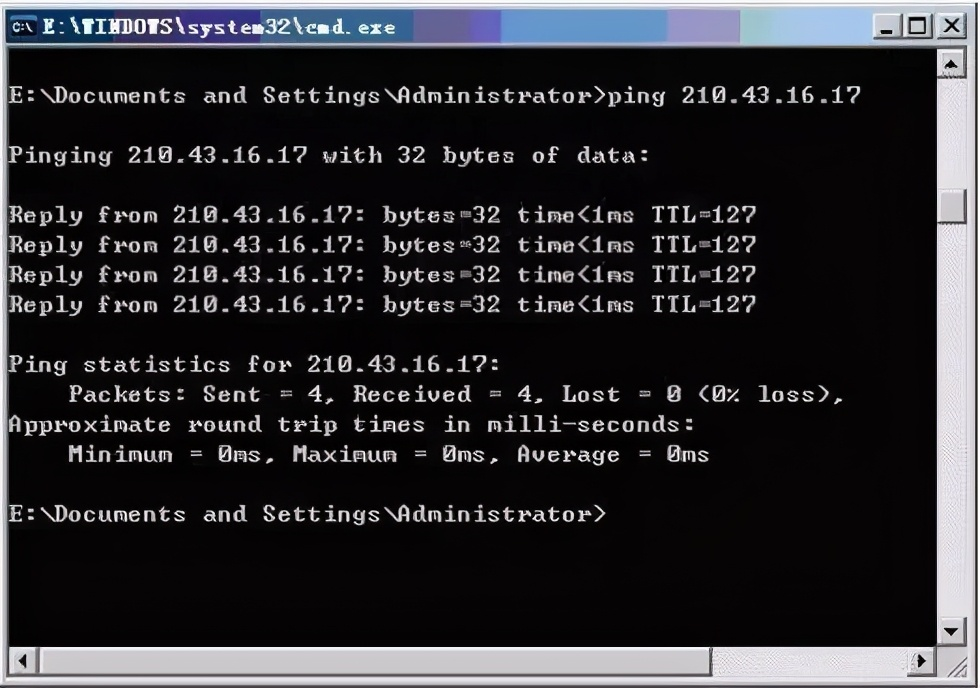 E:\WINDOWS\system32\cmd.exe
E:\Documents and Settings\Administrator>ping 210.43.16.17
Pinging 210.43.16.17 with 32 bytes of data:
Reply from 210.43.16.17: bytes=32 time<1ms TTL=127
Reply from 210.43.16.17: bytes=32 time<1ms TTL=127
Reply from 210.43.16.17: bytes=32 time<1ms TTL=127
Reply from 210.43.16.17: bytes=32 time<1ms TTL=127
Ping statistics for 210.43.16.17:
    Packets: Sent = 4, Received = 4, Lost = 0 (0% loss),
Approximate round trip times in milli-seconds:
    Minimum = 0ms, Maximum = 0ms, Average = 0ms
E:\Documents and Settings\Administrator>